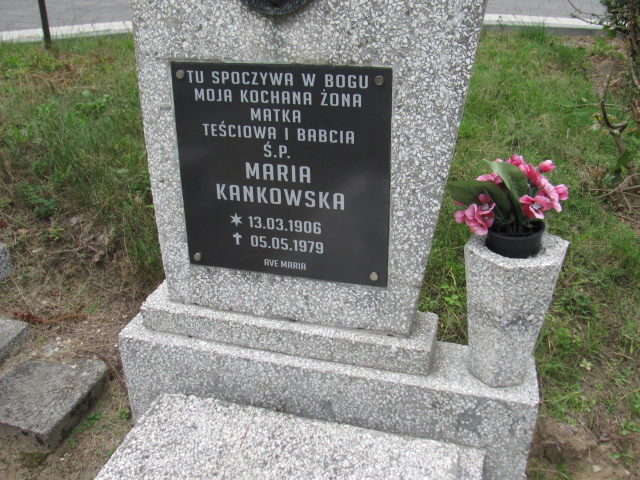 TU SPOCZYWA W BOGU
MOJA KOCHANA ŻONA
MATKA
TEŚCIOWA I BABCIA
Ś.P.
MARIA
KANKOWSKA
* 13.03.1906
✝ 05.05.1979
AVE MARIA